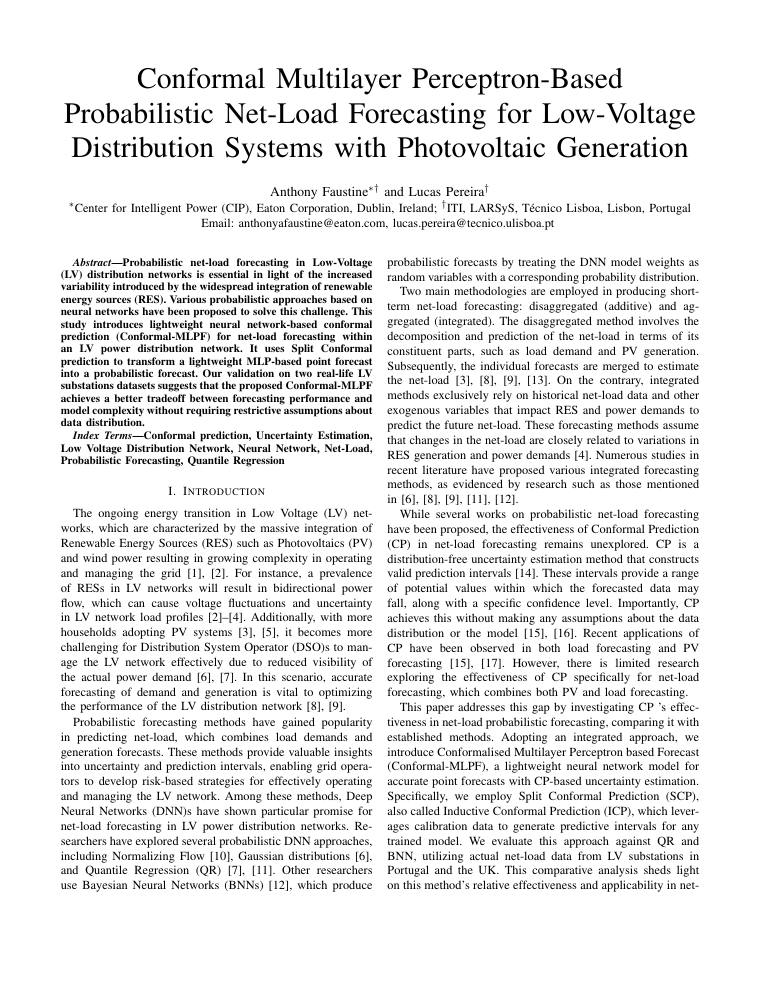 Conformal Multilayer Perceptron-Based
Probabilistic Net-Load Forecasting for Low-Voltage
Distribution Systems with Photovoltaic Generation
Anthony Faustine*† and Lucas Pereira†
*Center for Intelligent Power (CIP), Eaton Corporation, Dublin, Ireland; †ITI, LARSyS, Técnico Lisboa, Lisbon, Portugal
Email: anthonyafaustine@eaton.com, lucas.pereira@tecnico.ulisboa.pt
Abstract—Probabilistic net-load forecasting in Low-Voltage
(LV) distribution networks is essential in light of the increased
variability introduced by the widespread integration of renewable
energy sources (RES). Various probabilistic approaches based on
neural networks have been proposed to solve this challenge. This
study introduces lightweight neural network-based conformal
prediction (Conformal-MLPF) for net-load forecasting within
an LV power distribution network. It uses Split Conformal
prediction to transform a lightweight MLP-based point forecast
into a probabilistic forecast. Our validation on two real-life LV
substations datasets suggests that the proposed Conformal-MLPF
achieves a better tradeoff between forecasting performance and
model complexity without requiring restrictive assumptions about
data distribution.
Index Terms—Conformal prediction, Uncertainty Estimation,
Low Voltage Distribution Network, Neural Network, Net-Load,
Probabilistic Forecasting, Quantile Regression
I. INTRODUCTION
The ongoing energy transition in Low Voltage (LV) net-
works, which are characterized by the massive integration of
Renewable Energy Sources (RES) such as Photovoltaics (PV)
and wind power resulting in growing complexity in operating
and managing the grid [1], [2]. For instance, a prevalence
of RESs in LV networks will result in bidirectional power
flow, which can cause voltage fluctuations and uncertainty
in LV network load profiles [2]–[4]. Additionally, with more
households adopting PV systems [3], [5], it becomes more
challenging for Distribution System Operator (DSO)s to man-
age the LV network effectively due to reduced visibility of
the actual power demand [6], [7]. In this scenario, accurate
forecasting of demand and generation is vital to optimizing
the performance of the LV distribution network [8], [9].
Probabilistic forecasting methods have gained popularity
in predicting net-load, which combines load demands and
generation forecasts. These methods provide valuable insights
into uncertainty and prediction intervals, enabling grid opera-
tors to develop risk-based strategies for effectively operating
and managing the LV network. Among these methods, Deep
Neural Networks (DNN)s have shown particular promise for
net-load forecasting in LV power distribution networks. Re-
searchers have explored several probabilistic DNN approaches,
including Normalizing Flow [10], Gaussian distributions [6],
and Quantile Regression (QR) [7], [11]. Other researchers
use Bayesian Neural Networks (BNNs) [12], which produce
probabilistic forecasts by treating the DNN model weights as
random variables with a corresponding probability distribution.
Two main methodologies are employed in producing short-
term net-load forecasting: disaggregated (additive) and ag-
gregated (integrated). The disaggregated method involves the
decomposition and prediction of the net-load in terms of its
constituent parts, such as load demand and PV generation.
Subsequently, the individual forecasts are merged to estimate
the net-load [3], [8], [9], [13]. On the contrary, integrated
methods exclusively rely on historical net-load data and other
exogenous variables that impact RES and power demands to
predict the future net-load. These forecasting methods assume
that changes in the net-load are closely related to variations in
RES generation and power demands [4]. Numerous studies in
recent literature have proposed various integrated forecasting
methods, as evidenced by research such as those mentioned
in [6], [8], [9], [11], [12].
While several works on probabilistic net-load forecasting
have been proposed, the effectiveness of Conformal Prediction
(CP) in net-load forecasting remains unexplored. CP is a
distribution-free uncertainty estimation method that constructs
valid prediction intervals [14]. These intervals provide a range
of potential values within which the forecasted data may
fall, along with a specific confidence level. Importantly, CP
achieves this without making any assumptions about the data
distribution or the model [15], [16]. Recent applications of
CP have been observed in both load forecasting and PV
forecasting [15], [17]. However, there is limited research
exploring the effectiveness of CP specifically for net-load
forecasting, which combines both PV and load forecasting.
This paper addresses this gap by investigating CP 's effec-
tiveness in net-load probabilistic forecasting, comparing it with
established methods. Adopting an integrated approach, we
introduce Conformalised Multilayer Perceptron based Forecast
(Conformal-MLPF), a lightweight neural network model for
accurate point forecasts with CP-based uncertainty estimation.
Specifically, we employ Split Conformal Prediction (SCP),
also called Inductive Conformal Prediction (ICP), which lever-
ages calibration data to generate predictive intervals for any
trained model. We evaluate this approach against QR and
BNN, utilizing actual net-load data from LV substations in
Portugal and the UK. This comparative analysis sheds light
on this method's relative effectiveness and applicability in net-